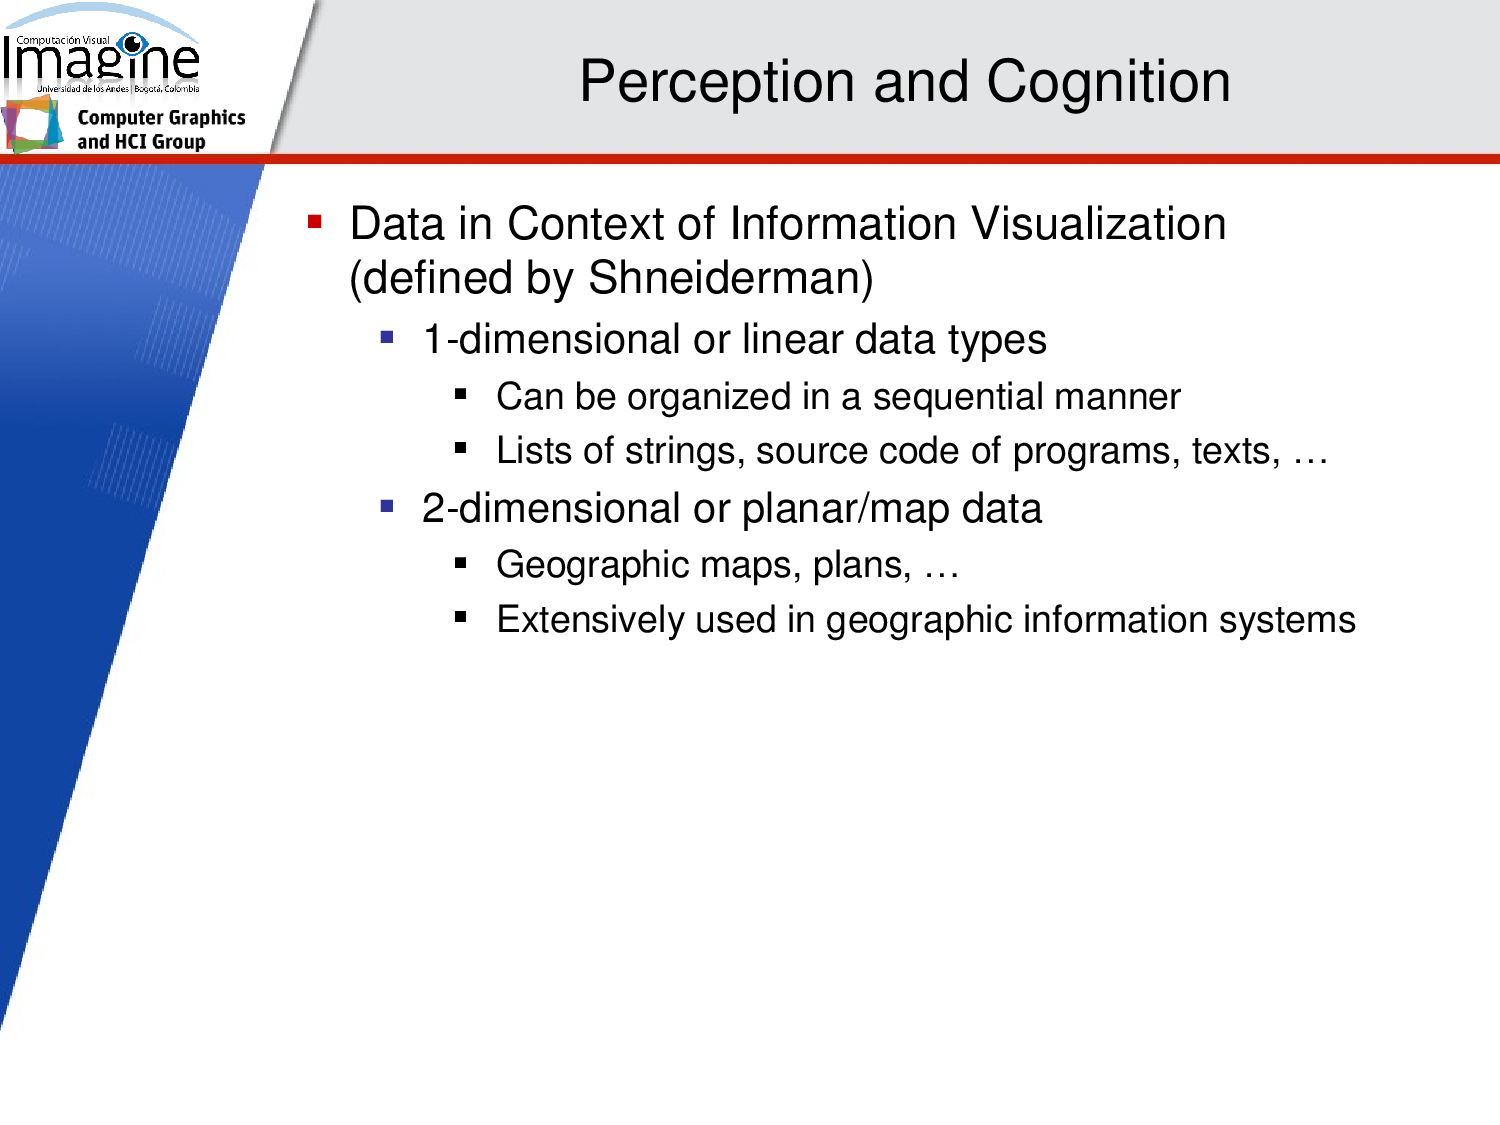 Computación Visual
Imagine
Universidad de los Andes | Bogotá, Colombia
Computer Graphics
and HCI Group
Perception and Cognition
Data in Context of Information Visualization
(defined by Shneiderman)
1-dimensional or linear data types
Can be organized in a sequential manner
Lists of strings, source code of programs, texts, …
2-dimensional or planar/map data
Geographic maps, plans, …
Extensively used in geographic information systems